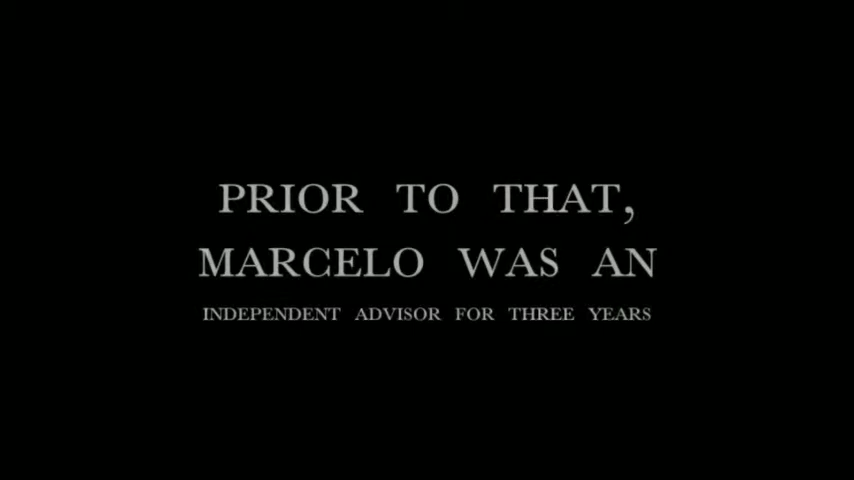 PRIOR TO THAT,
MARCELO WAS AN
INDEPENDENT ADVISOR FOR THREE YEARS